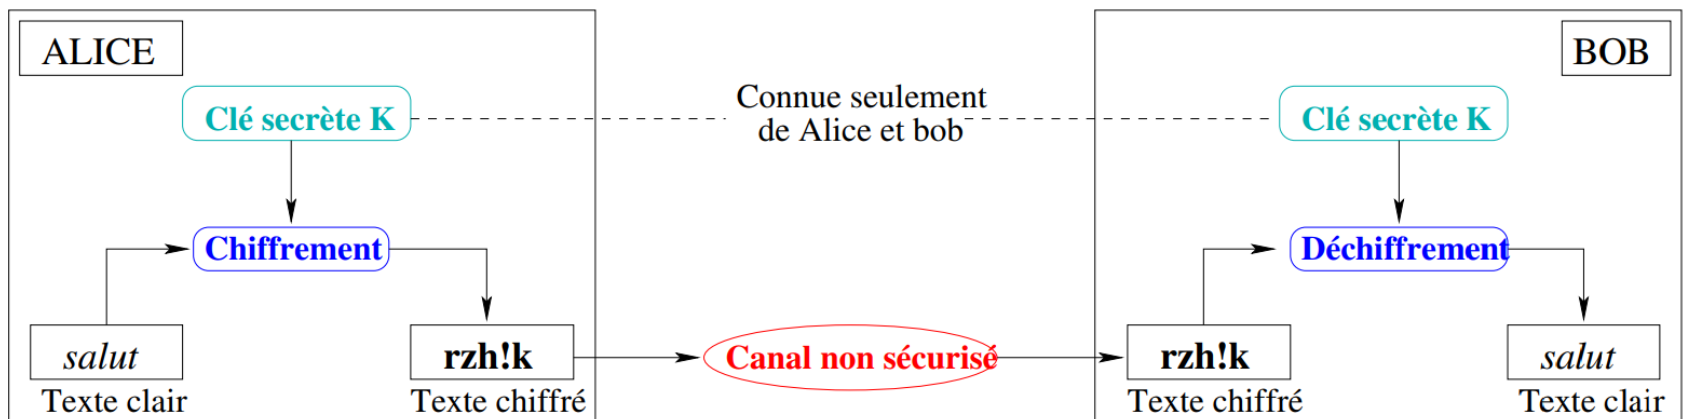 ALICE
BOB
Clé secrète K
Connue seulement
de Alice et bob
Clé secrète K
Chiffrement
Déchiffrement
salut
rzh!k
Canal non sécurisé
rzh!k
salut
Texte clair
Texte chiffré
Texte chiffré
Texte clair